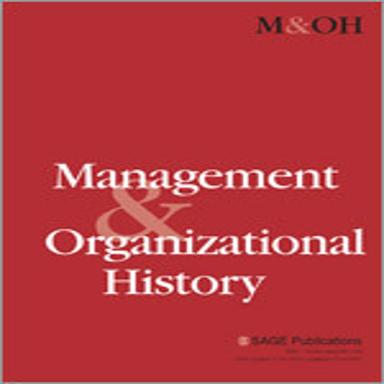 M&OH
Management
&
Organizational
History
SAGE Publications